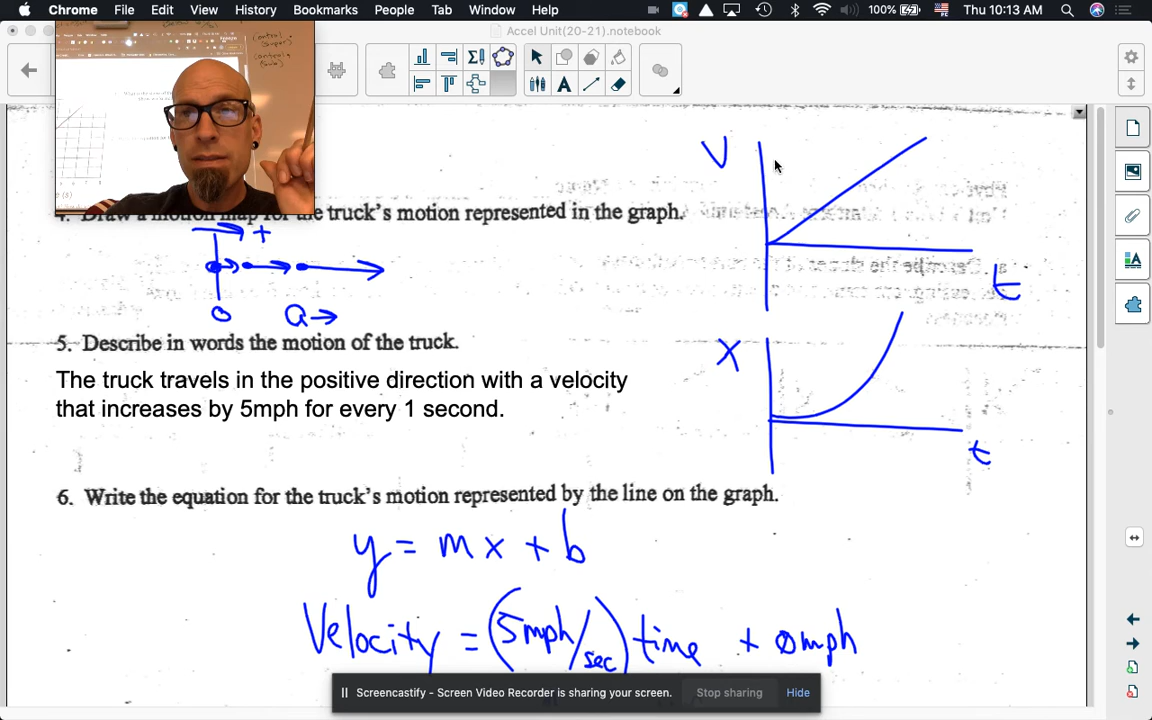 Chrome File Edit View History Bookmarks People Tab Window Help 100% Thu 10:13 AM
Accel Unit(20-21).notebook
V
4. Draw a motion map for the truck's motion represented in the graph.
+
t
0 a
5. Describe in words the motion of the truck.
X
The truck travels in the positive direction with a velocity
that increases by 5mph for every 1 second.
t
6. Write the equation for the truck's motion represented by the line on the graph.
y = mx + b
Velocity = (5mph/sec) time + 0mph
Screencastify - Screen Video Recorder is sharing your screen. Stop sharing Hide